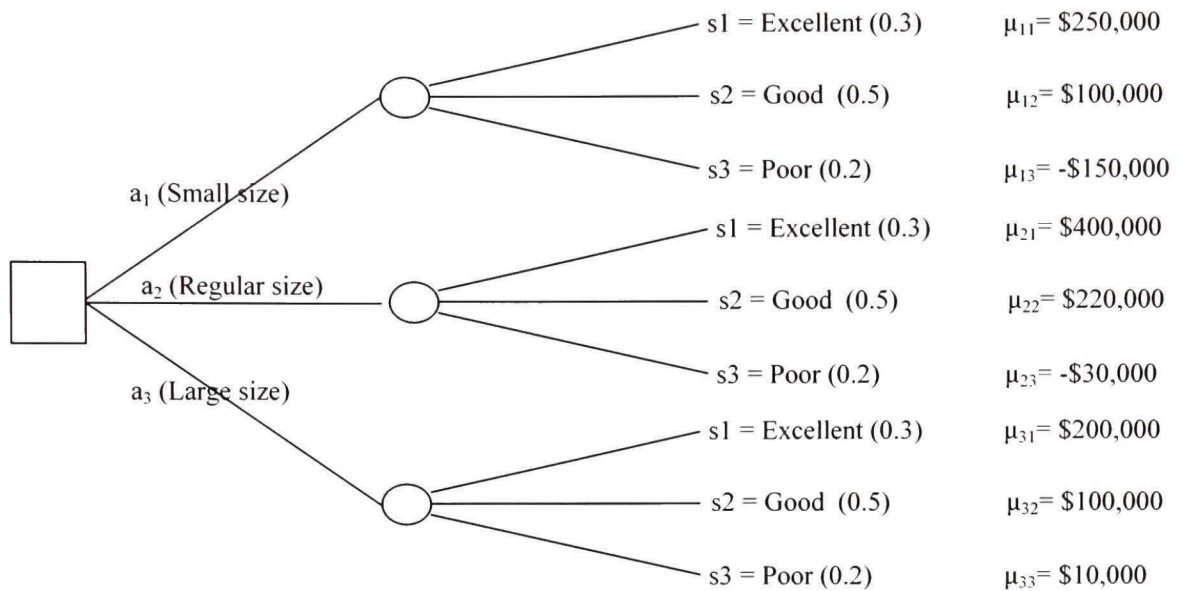 s1 = Excellent (0.3) μ₁₁= $250,000
s2 = Good (0.5) μ₁₂= $100,000
s3 = Poor (0.2) μ₁₃= -$150,000
a₁ (Small size)
s1 = Excellent (0.3) μ₂₁= $400,000
a₂ (Regular size)
s2 = Good (0.5) μ₂₂= $220,000
s3 = Poor (0.2) μ₂₃= -$30,000
a₃ (Large size)
s1 = Excellent (0.3) μ₃₁= $200,000
s2 = Good (0.5) μ₃₂= $100,000
s3 = Poor (0.2) μ₃₃= $10,000